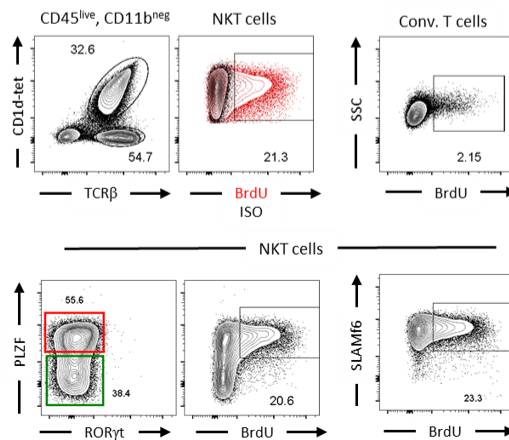 CD45live, CD11bneg
NKT cells
Conv. T cells
32.6
54.7
CD1d-tet
TCRβ
21.3
BrdU
ISO
SSC
2.15
BrdU
NKT cells
55.6
38.4
PLZF
RORγt
20.6
BrdU
SLAMf6
23.3
BrdU